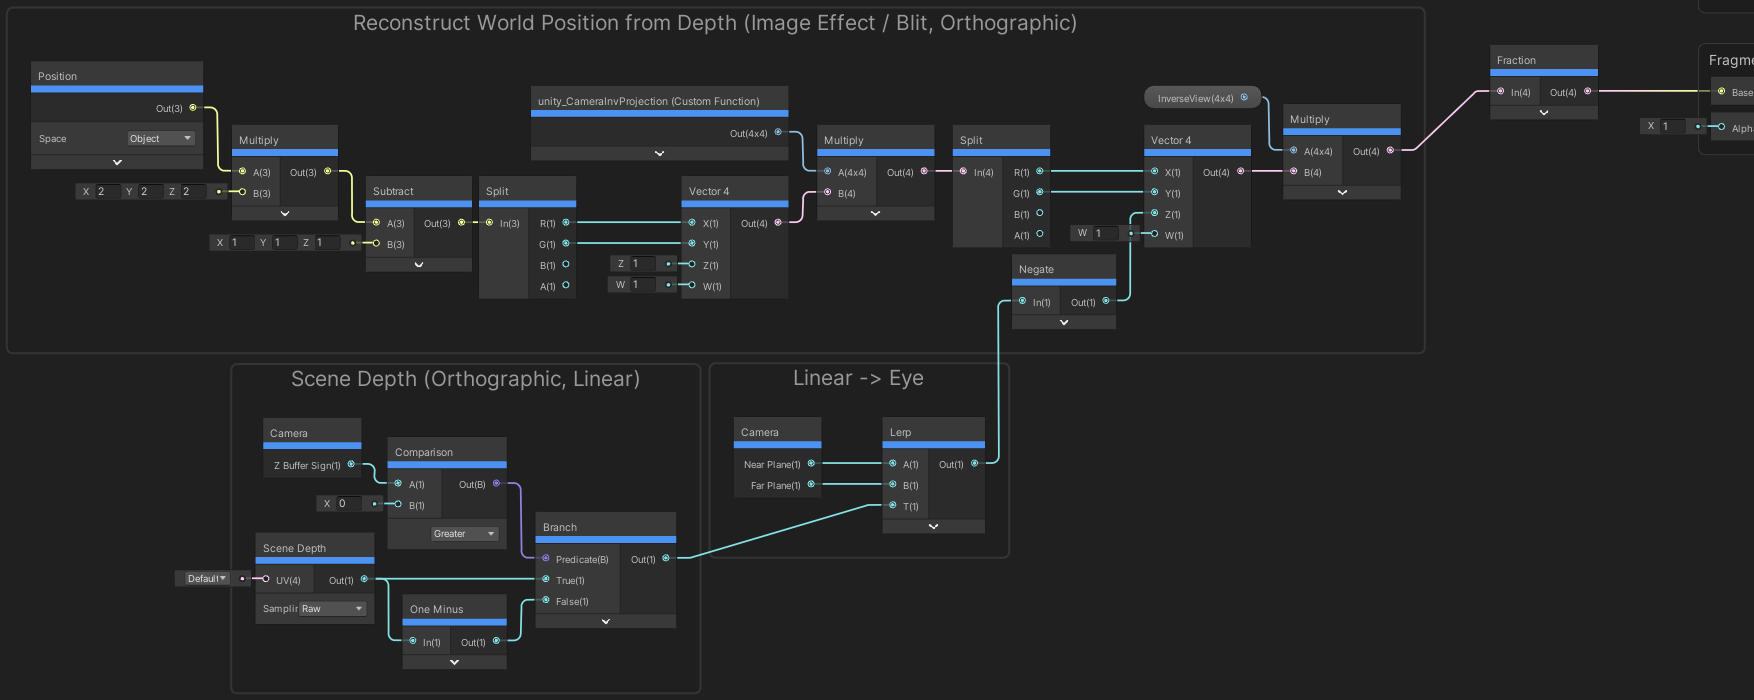 Reconstruct World Position from Depth (Image Effect / Blit, Orthographic)
Position
Out(3)
Space
Object
Multiply
A(3)
Out(3)
B(3)
X 2 Y 2 Z 2
Subtract
A(3)
Out(3)
B(3)
X 1 Y 1 Z 1
Split
In(3)
R(1)
G(1)
B(1)
A(1)
unity_CameraInvProjection (Custom Function)
Out(4x4)
Vector 4
X(1)
Out(4)
Y(1)
Z 1
Z(1)
W 1
W(1)
Multiply
A(4x4)
Out(4)
B(4)
Split
In(4)
R(1)
G(1)
B(1)
A(1)
InverseView(4x4)
Vector 4
X(1)
Out(4)
Y(1)
Z(1)
W 1
W(1)
Negate
In(1)
Out(1)
Multiply
A(4x4)
Out(4)
B(4)
Fraction
In(4)
Out(4)
Fragme
Base
X 1
Alph
Scene Depth (Orthographic, Linear)
Camera
Z Buffer Sign(1)
Comparison
A(1)
Out(B)
X 0
B(1)
Greater
Scene Depth
Default
UV(4)
Out(1)
Samplin
Raw
One Minus
In(1)
Out(1)
Branch
Predicate(B)
Out(1)
True(1)
False(1)
Linear -> Eye
Camera
Near Plane(1)
Far Plane(1)
Lerp
A(1)
Out(1)
B(1)
T(1)